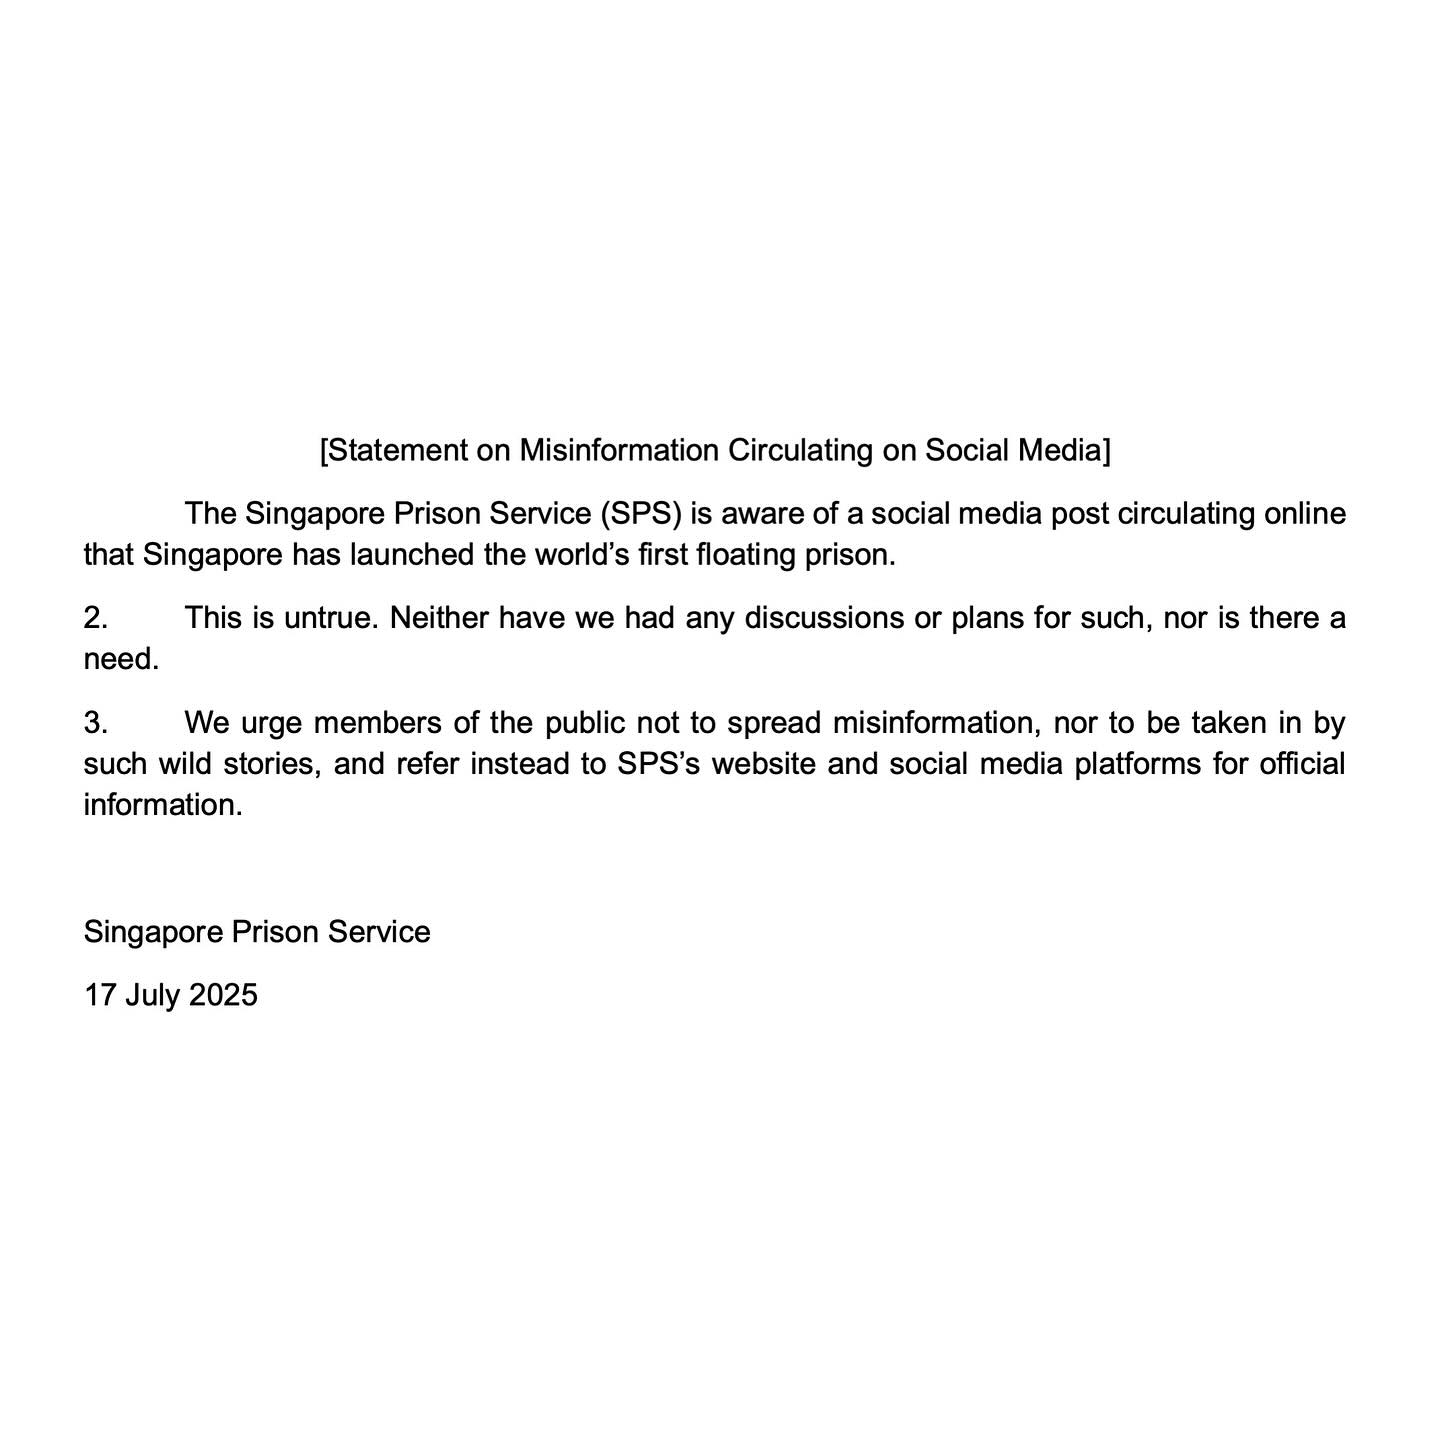 [Statement on Misinformation Circulating on Social Media]
The Singapore Prison Service (SPS) is aware of a social media post circulating online
that Singapore has launched the world’s first floating prison.
2. This is untrue. Neither have we had any discussions or plans for such, nor is there a
need.
3. We urge members of the public not to spread misinformation, nor to be taken in by
such wild stories, and refer instead to SPS’s website and social media platforms for official
information.
Singapore Prison Service
17 July 2025